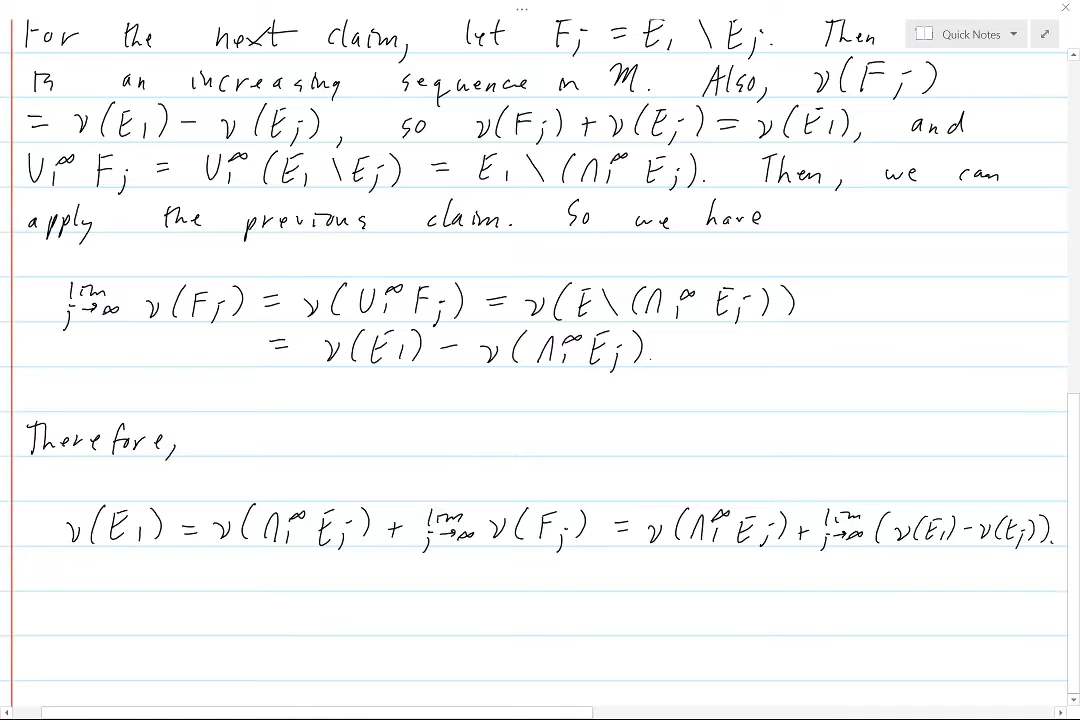 For the next claim, let F_j = E_1 \ E_j. Then
Quick Notes
is an increasing sequence in M. Also, ν(F_j)
= ν(E_1) - ν(E_j), so ν(F_j) + ν(E_j) = ν(E_1), and
∪_1^∞ F_j = ∪_1^∞ (E_1 \ E_j) = E_1 \ (∩_1^∞ E_j). Then, we can
apply the previous claim. So we have
lim_{j→∞} ν(F_j) = ν(∪_1^∞ F_j) = ν(E \ (∩_1^∞ E_j))
= ν(E_1) - ν(∩_1^∞ E_j).
Therefore,
ν(E_1) = ν(∩_1^∞ E_j) + lim_{j→∞} ν(F_j) = ν(∩_1^∞ E_j) + lim_{j→∞} (ν(E_1) - ν(E_j)).